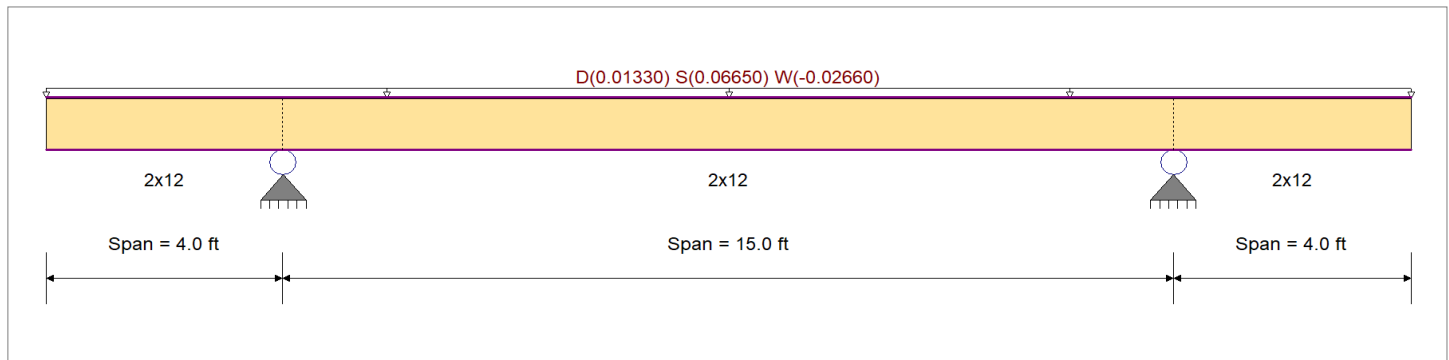 D(0.01330) S(0.06650) W(-0.02660)
2x12 2x12 2x12
Span = 4.0 ft Span = 15.0 ft Span = 4.0 ft